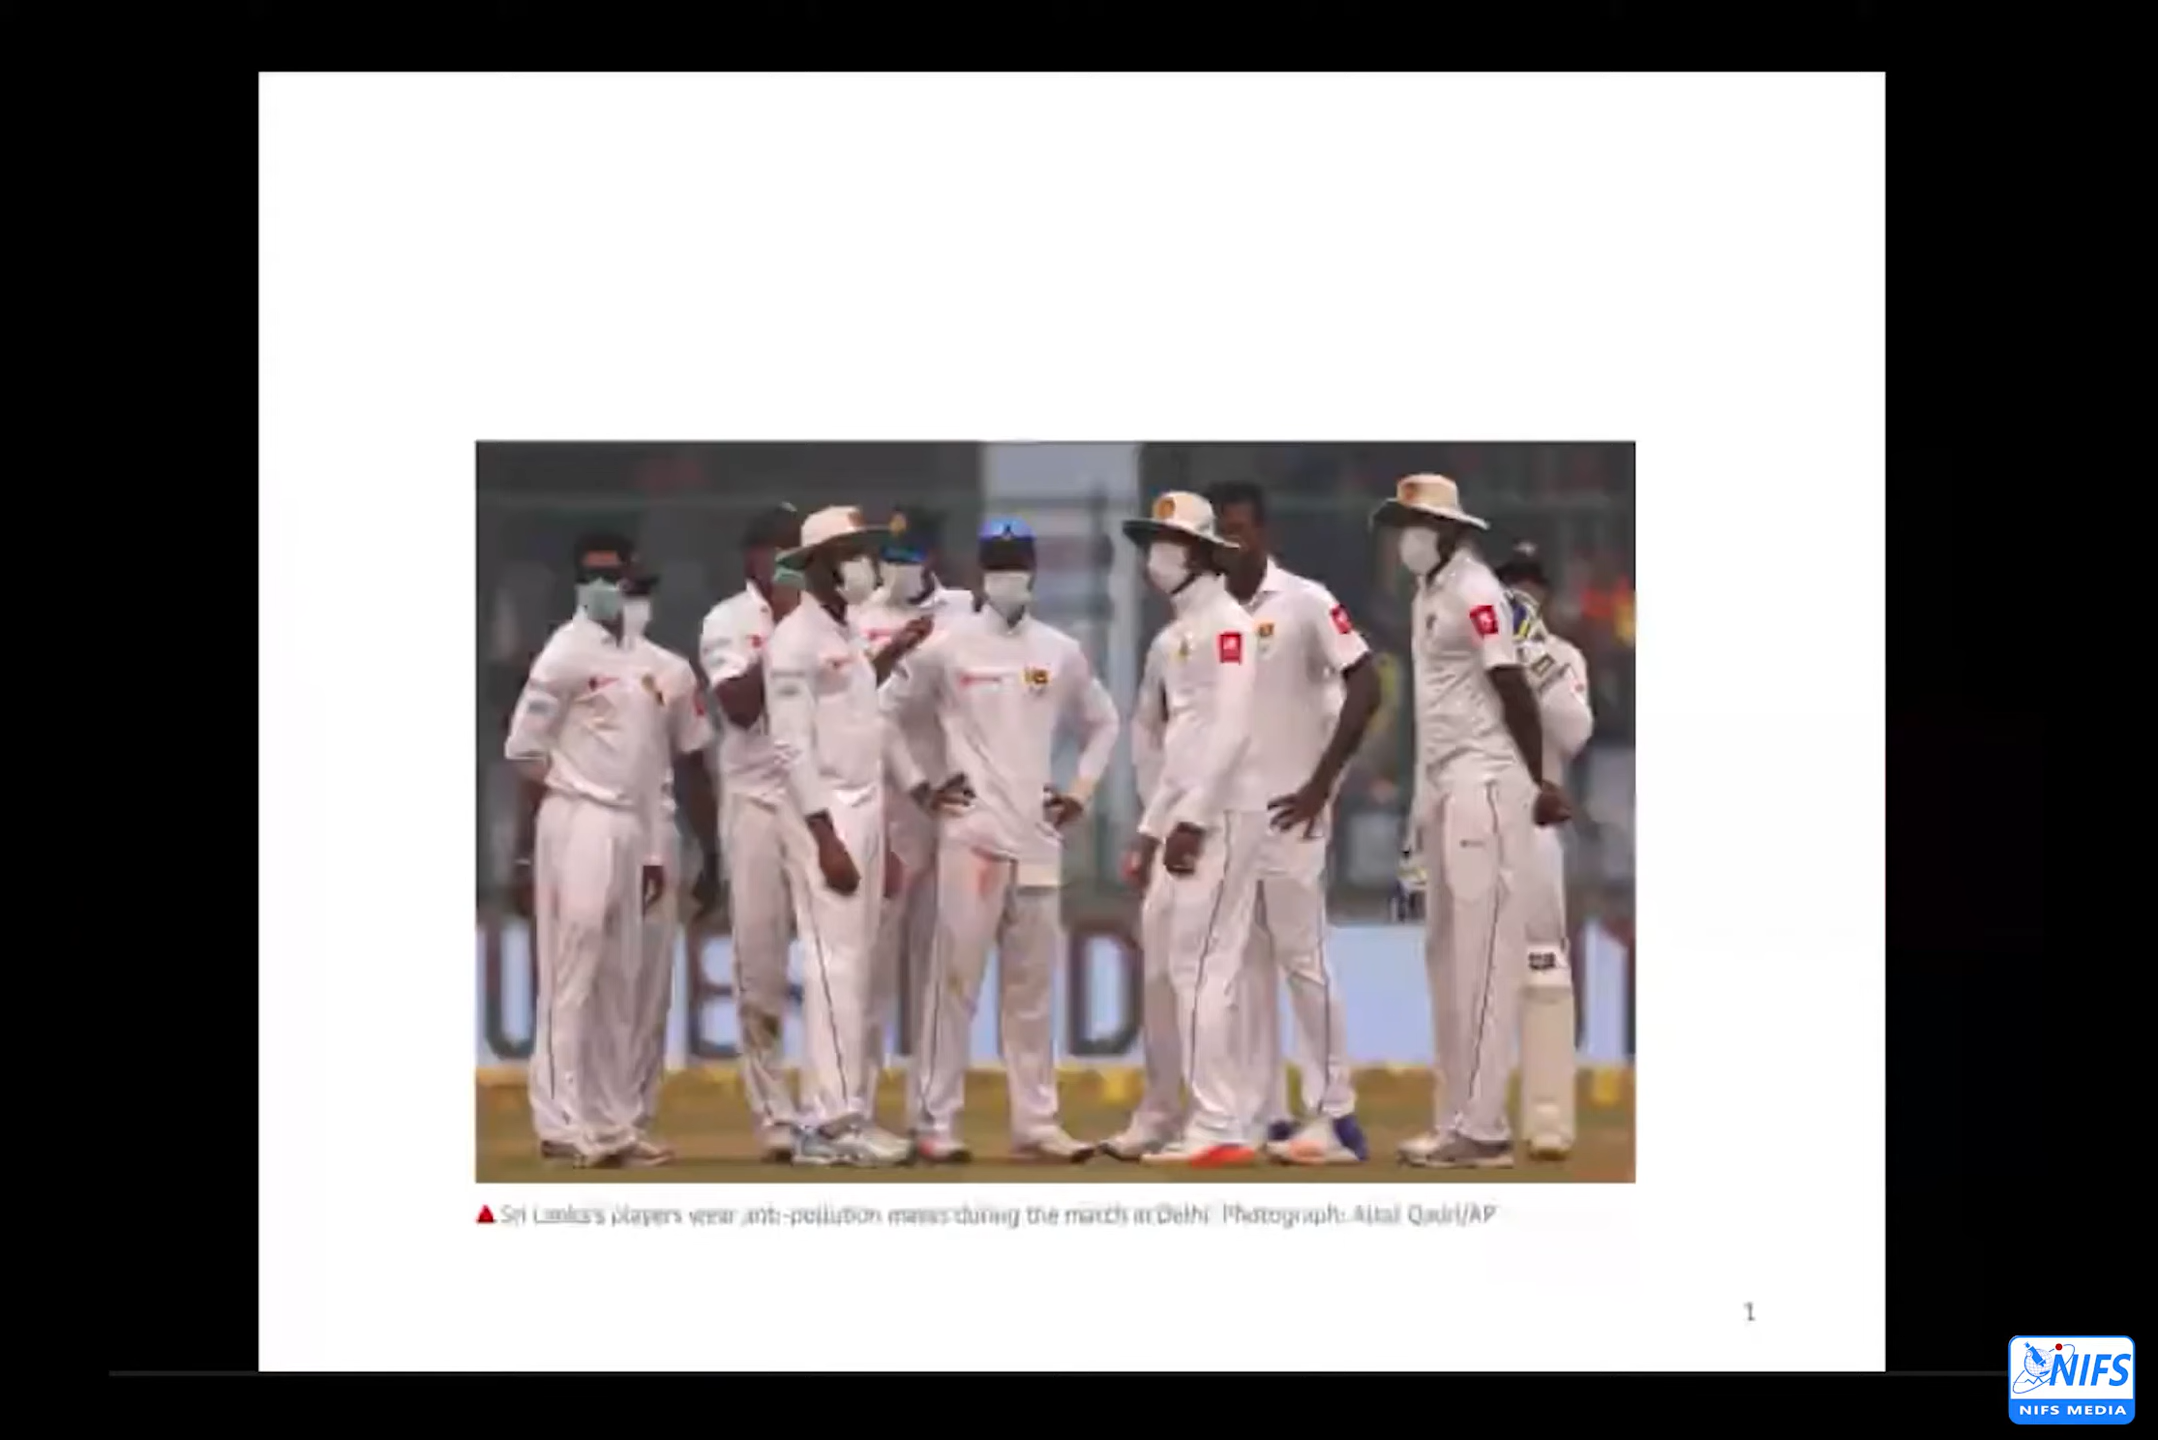 Sri Lanka's players wear anti-pollution masks during the match in Delhi. Photograph: Altaf Qadri/AP
1
NIFS
NIFS MEDIA